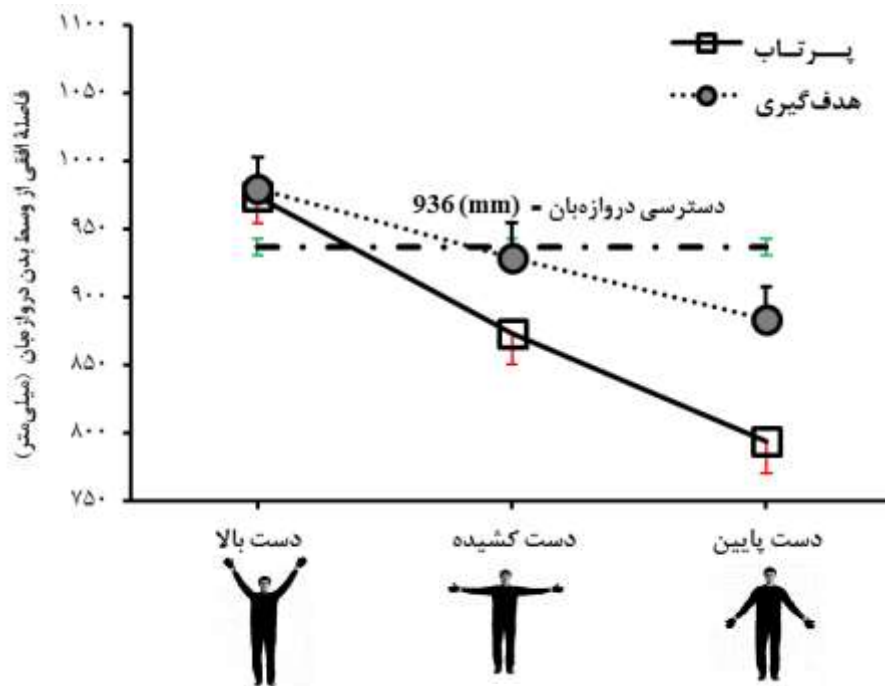 فاصلهٔ افقی از وسط بدن دروازه‌بان (میلی‌متر)
۱۱۰۰
۱۰۵۰
۱۰۰۰
۹۵۰
۹۰۰
۸۵۰
۸۰۰
۷۵۰
پـــرتــاب
هدف‌گیری
دسترسی دروازه‌بان - 936 (mm)
دست بالا
دست کشیده
دست پایین